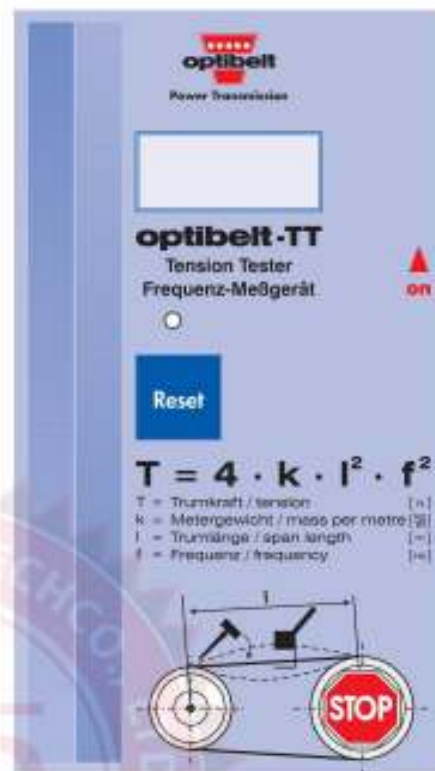 optibelt
Power Transmission
optibelt-TT
Tension Tester
Frequenz-Meßgerät
on
Reset
T = 4 · k · l² · f²
T = Trumkraft / tension [N]
k = Metergewicht / mass per metre
l = Trumlänge / span length [m]
f = Frequenz / frequency [Hz]
l
STOP